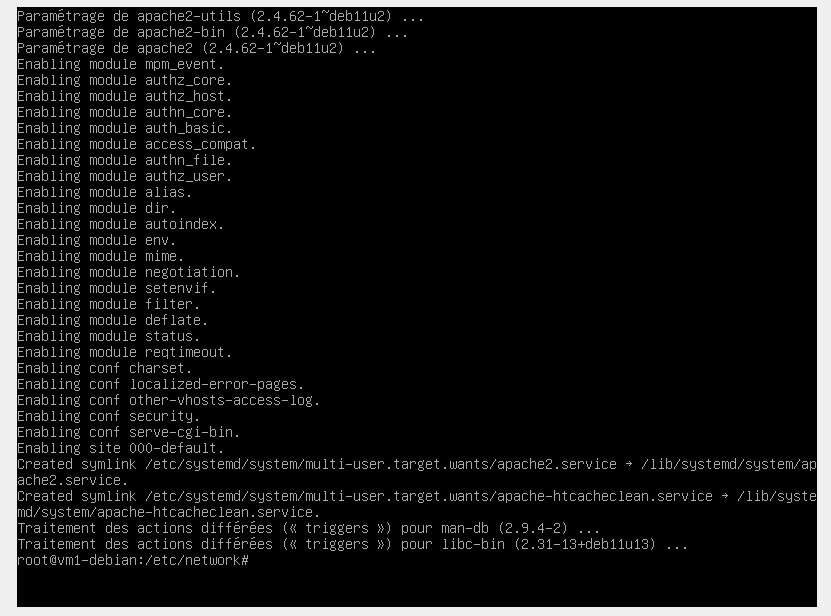 Paramétrage de apache2-utils (2.4.62-1~deb11u2) ...
Paramétrage de apache2-bin (2.4.62-1~deb11u2) ...
Paramétrage de apache2 (2.4.62-1~deb11u2) ...
Enabling module mpm_event.
Enabling module authz_core.
Enabling module authz_host.
Enabling module authn_core.
Enabling module auth_basic.
Enabling module access_compat.
Enabling module authn_file.
Enabling module authz_user.
Enabling module alias.
Enabling module dir.
Enabling module autoindex.
Enabling module env.
Enabling module mime.
Enabling module negotiation.
Enabling module setenvif.
Enabling module filter.
Enabling module deflate.
Enabling module status.
Enabling module reqtimeout.
Enabling conf charset.
Enabling conf localized-error-pages.
Enabling conf other-vhosts-access-log.
Enabling conf security.
Enabling conf serve-cgi-bin.
Enabling site 000-default.
Created symlink /etc/systemd/system/multi-user.target.wants/apache2.service → /lib/systemd/system/ap
ache2.service.
Created symlink /etc/systemd/system/multi-user.target.wants/apache-htcacheclean.service → /lib/syste
md/system/apache-htcacheclean.service.
Traitement des actions différées (« triggers ») pour man-db (2.9.4-2) ...
Traitement des actions différées (« triggers ») pour libc-bin (2.31-13+deb11u13) ...
root@vm1-debian:/etc/network#